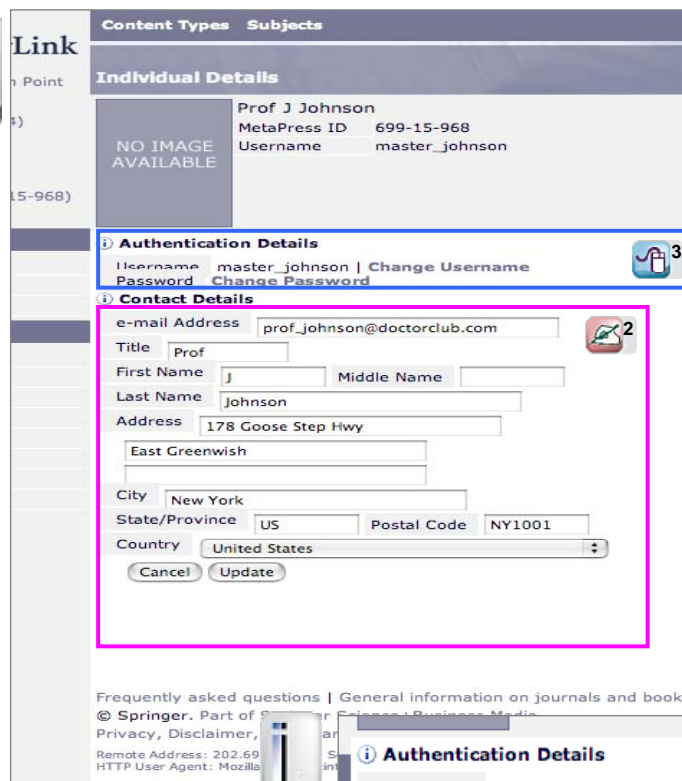 Content Types Subjects
Link
Point
Individual Details
Prof J Johnson
MetaPress ID 699-15-968
NO IMAGE AVAILABLE
Username master_johnson
15-968)
Authentication Details
Username master_johnson | Change Username
3
Password Change Password
Contact Details
e-mail Address prof_johnson@doctorclub.com
2
Title Prof
First Name J Middle Name
Last Name Johnson
Address 178 Goose Step Hwy
East Greenwish
City New York
State/Province US Postal Code NY1001
Country United States
Cancel Update
Frequently asked questions | General information on journals and book
© Springer. Part of
Privacy, Disclaimer,
Remote Address: 202.69
HTTP User Agent: Mozilla
Authentication Details